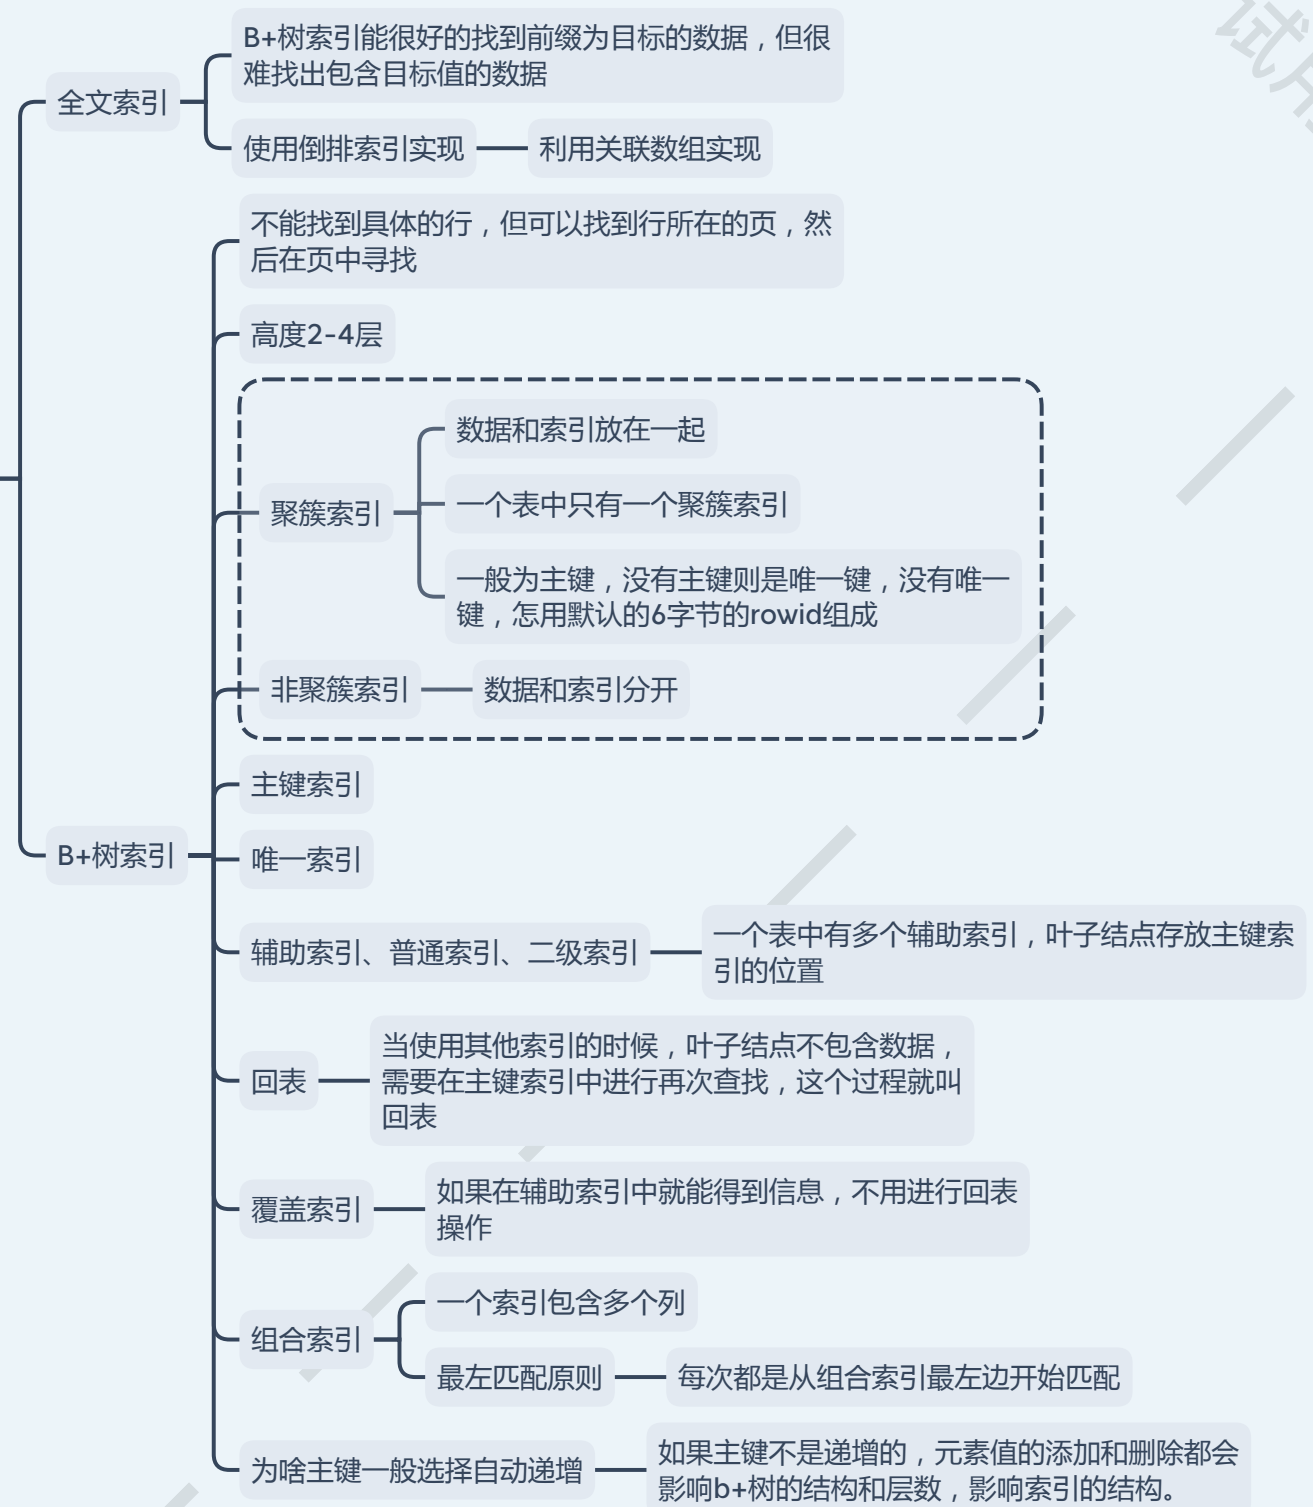 B+树索引能很好的找到前缀为目标的数据，但很
难找出包含目标值的数据
全文索引
使用倒排索引实现
利用关联数组实现
不能找到具体的行，但可以找到行所在的页，然
后在页中寻找
高度2-4层
数据和索引放在一起
聚簇索引
一个表中只有一个聚簇索引
一般为主键，没有主键则是唯一键，没有唯一
键，怎用默认的6字节的rowid组成
非聚簇索引
数据和索引分开
主键索引
B+树索引
唯一索引
辅助索引、普通索引、二级索引
一个表中有多个辅助索引，叶子结点存放主键索
引的位置
回表
当使用其他索引的时候，叶子结点不包含数据，
需要在主键索引中进行再次查找，这个过程就叫
回表
覆盖索引
如果在辅助索引中就能得到信息，不用进行回表
操作
组合索引
一个索引包含多个列
最左匹配原则
每次都是从组合索引最左边开始匹配
为啥主键一般选择自动递增
如果主键不是递增的，元素值的添加和删除都会
影响b+树的结构和层数，影响索引的结构。
试用